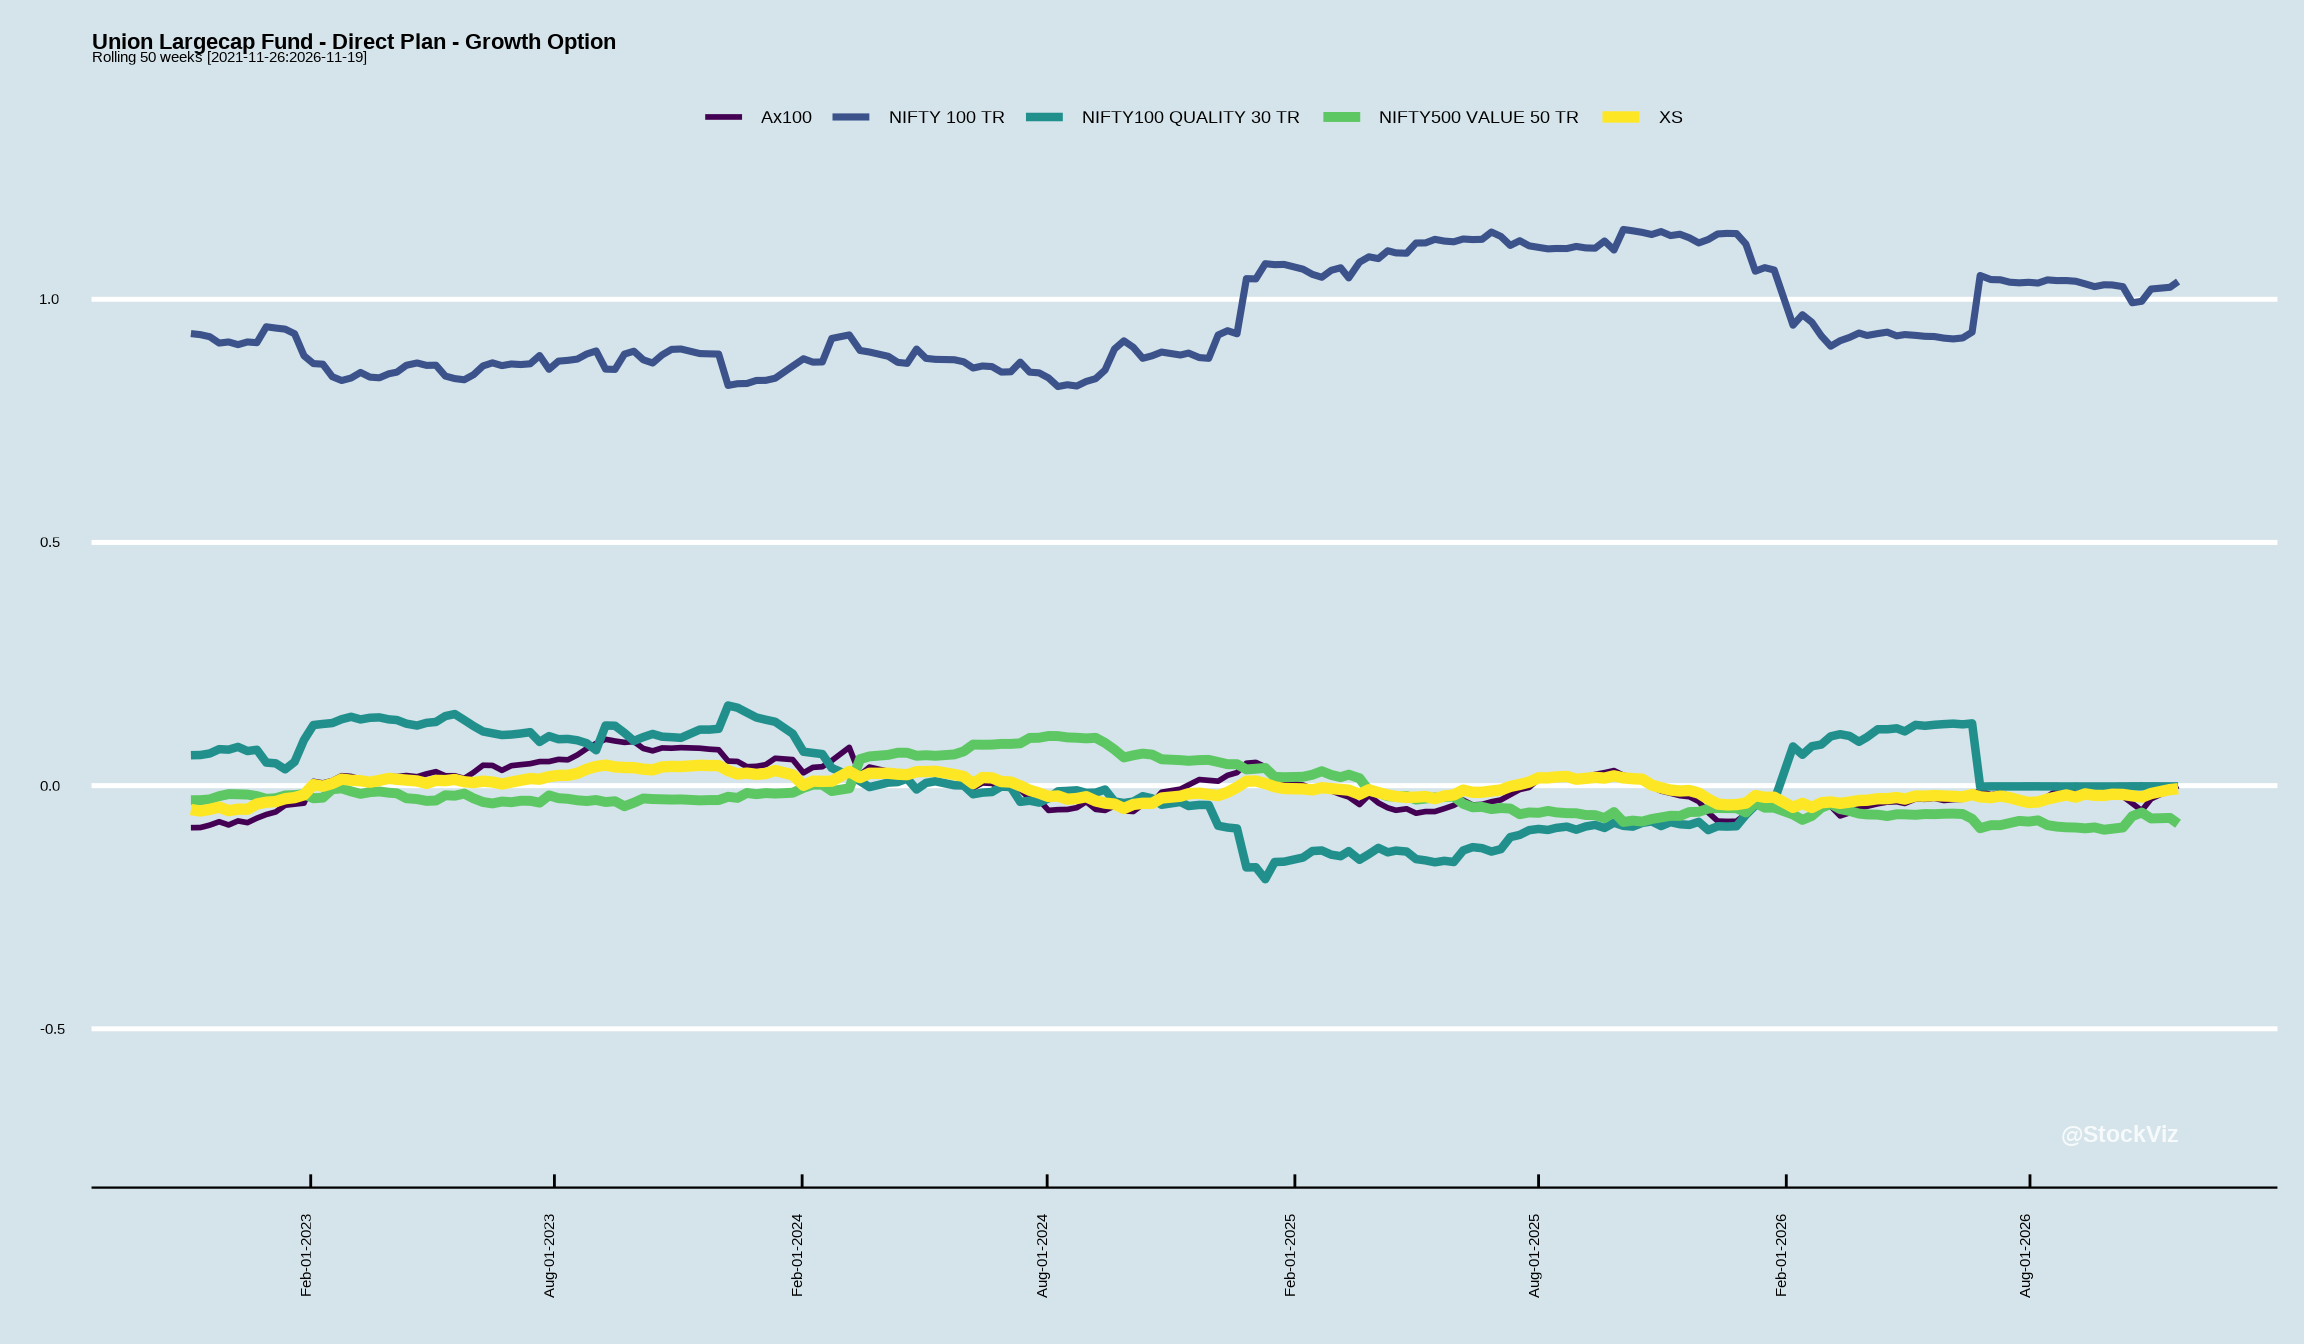 Union Largecap Fund - Direct Plan - Growth Option
Rolling 50 weeks [2021-11-26:2026-11-19]
Ax100 NIFTY 100 TR NIFTY100 QUALITY 30 TR NIFTY500 VALUE 50 TR XS
1.0
0.5
0.0
-0.5
@StockViz
Feb-01-2023 Aug-01-2023 Feb-01-2024 Aug-01-2024 Feb-01-2025 Aug-01-2025 Feb-01-2026 Aug-01-2026